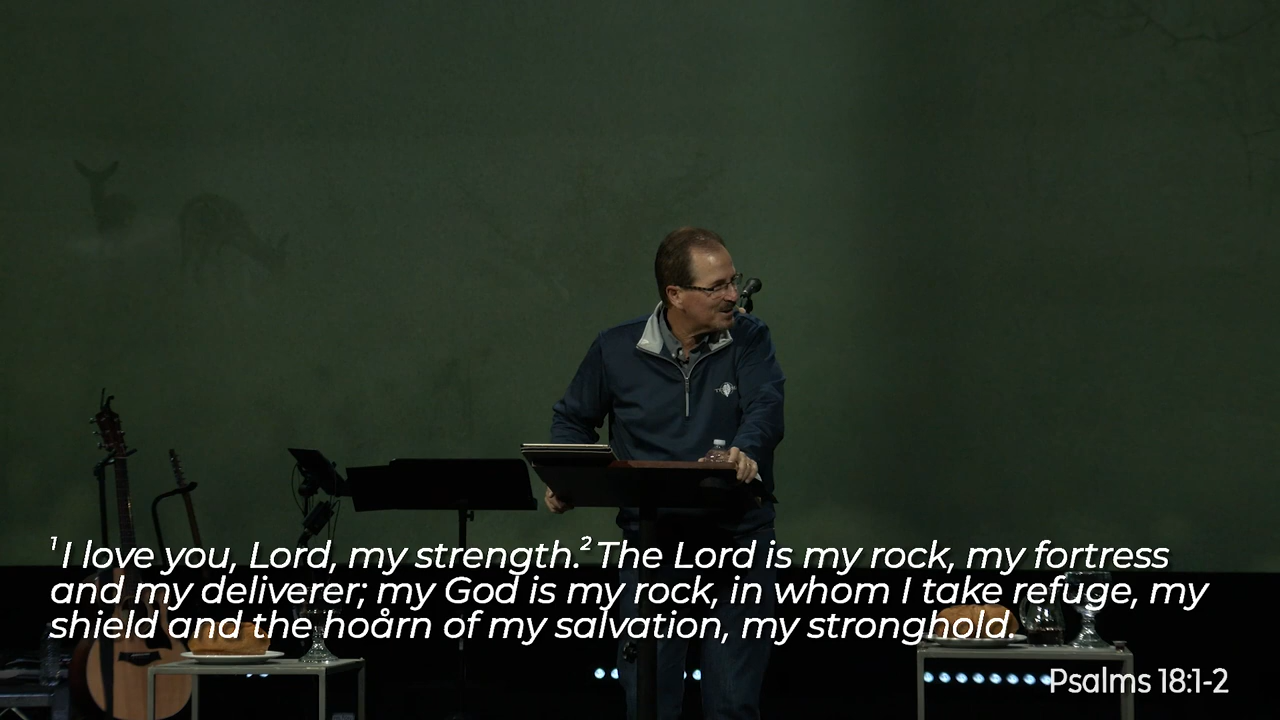 ¹ I love you, Lord, my strength. ² The Lord is my rock, my fortress
and my deliverer; my God is my rock, in whom I take refuge, my
shield and the hoårn of my salvation, my stronghold.
Psalms 18:1-2